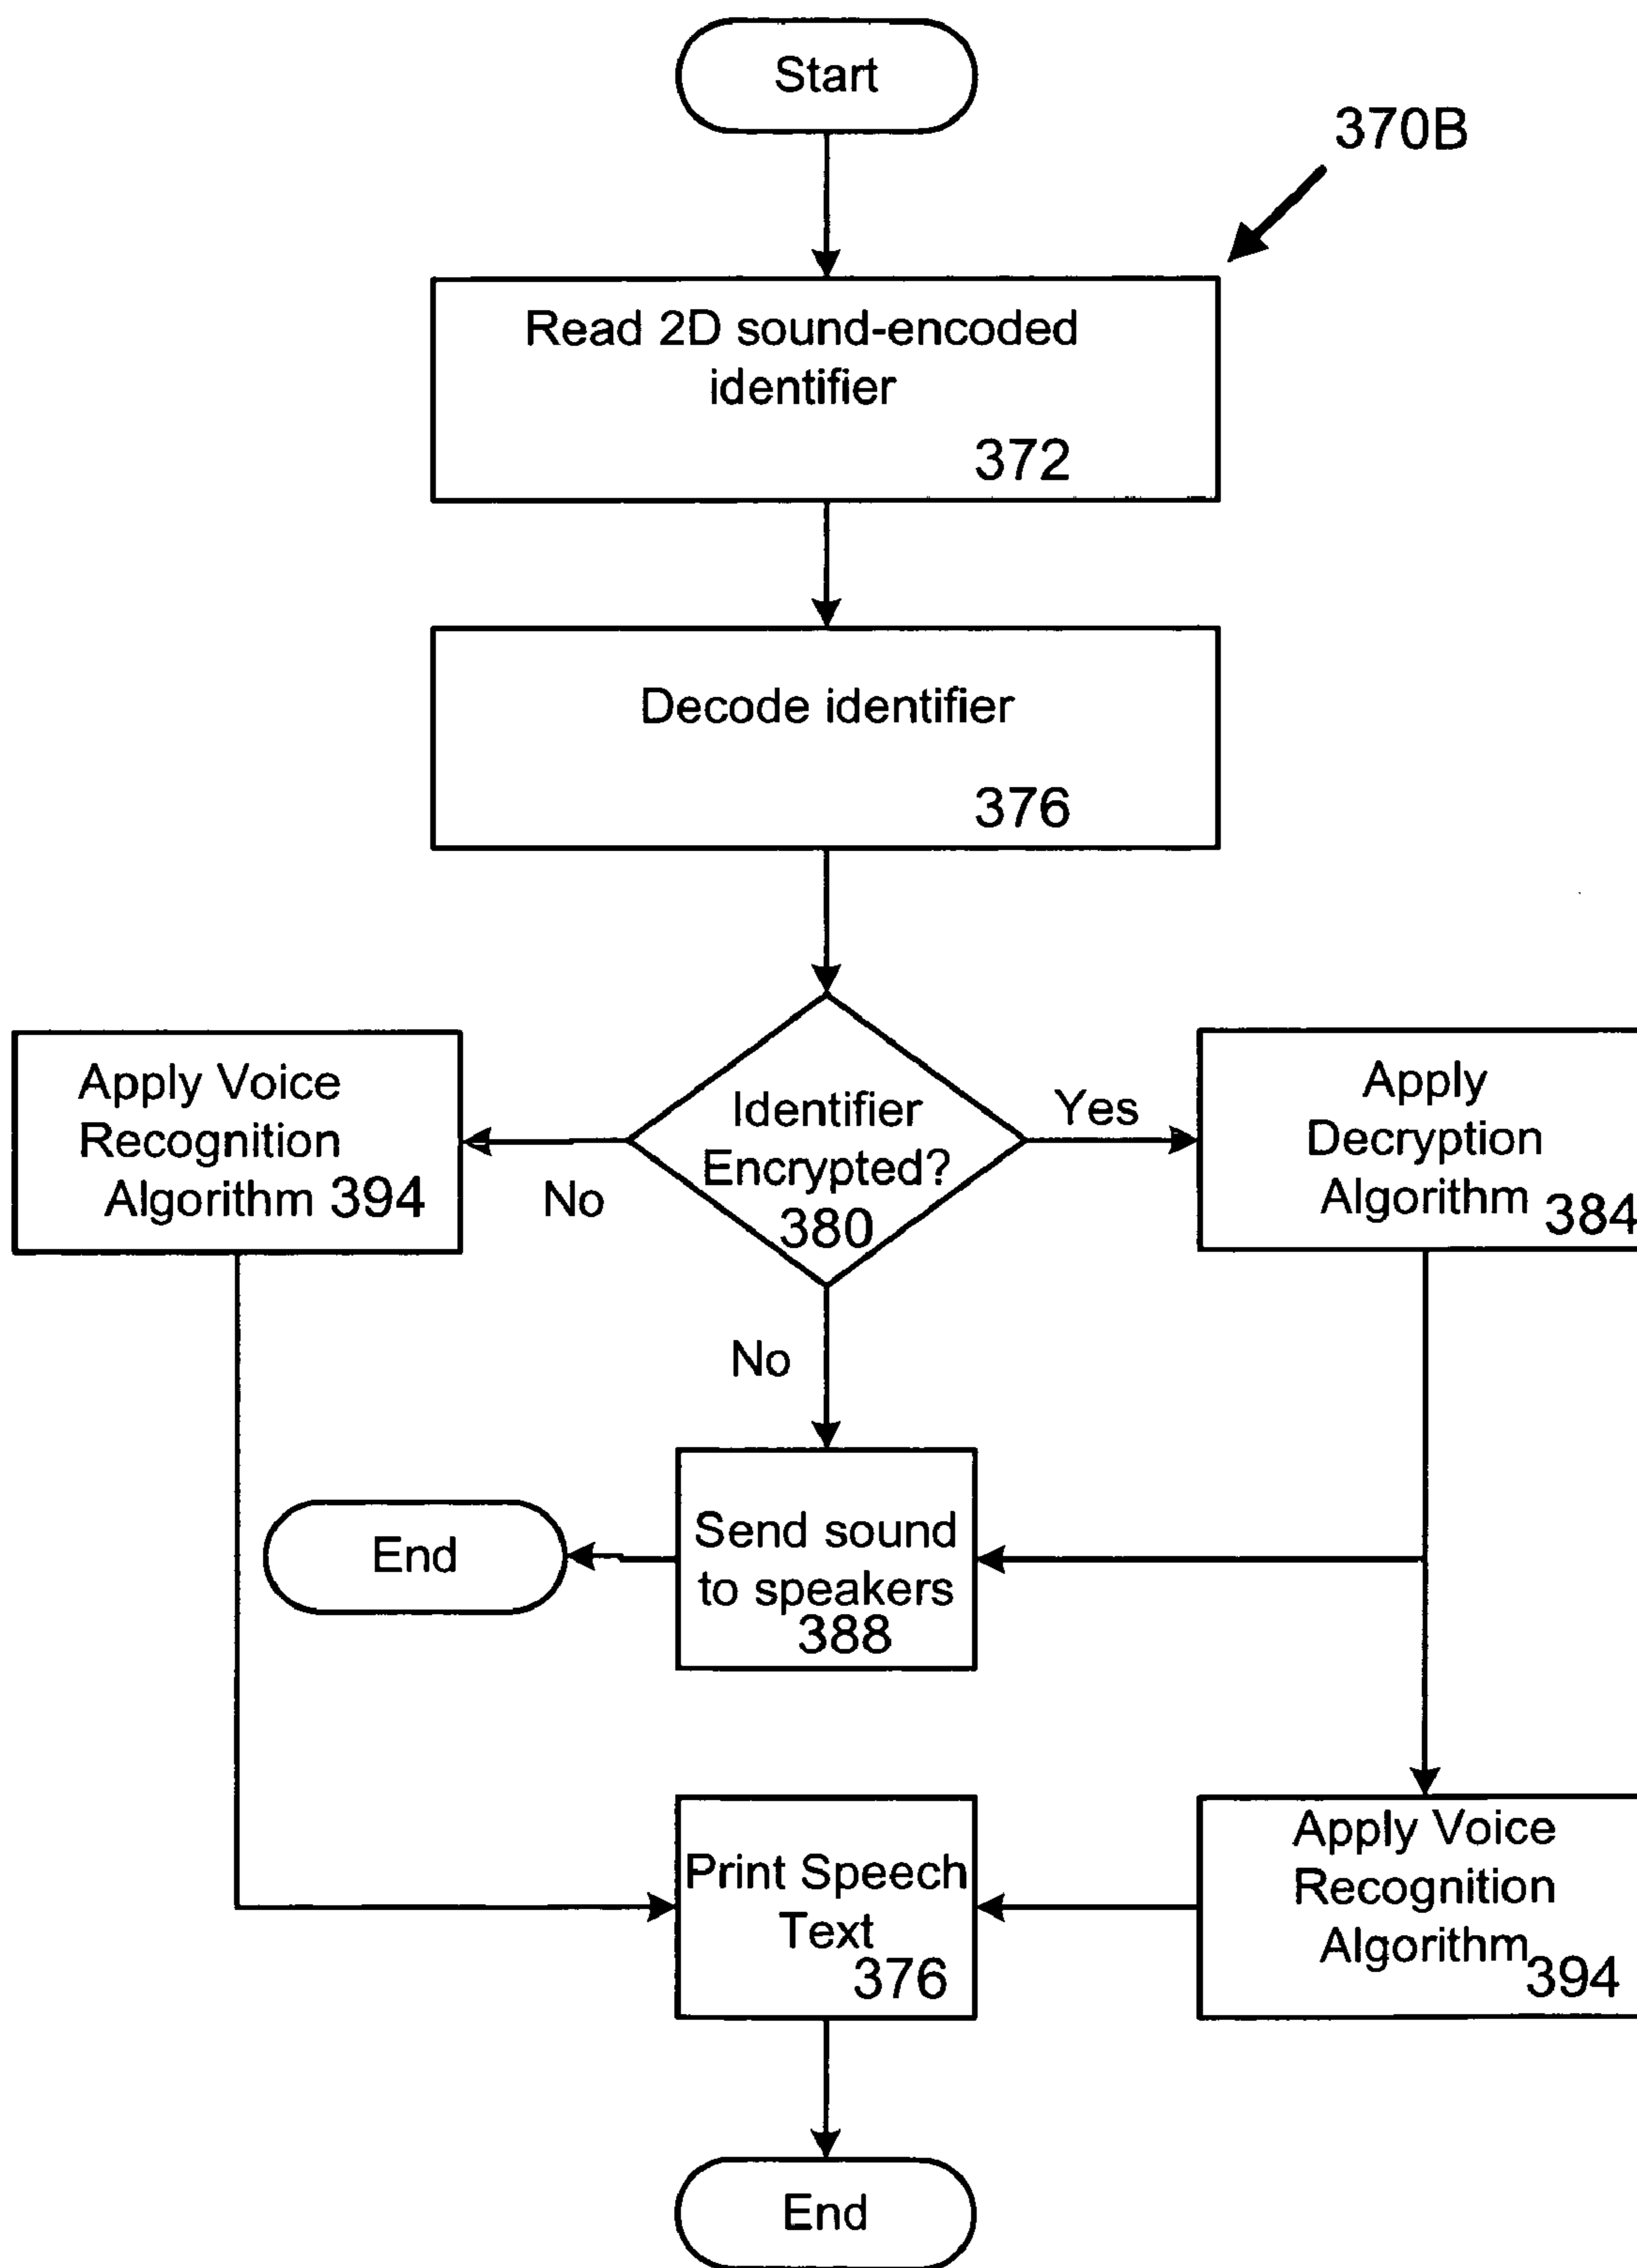 Start
370B
Read 2D sound-encoded
identifier
372
Decode identifier
376
Apply Voice
Recognition
Algorithm 394
No
Identifier
Encrypted?
380
Yes
Apply
Decryption
Algorithm 384
No
End
Send sound
to speakers
388
Print Speech
Text
376
Apply Voice
Recognition
Algorithm 394
End